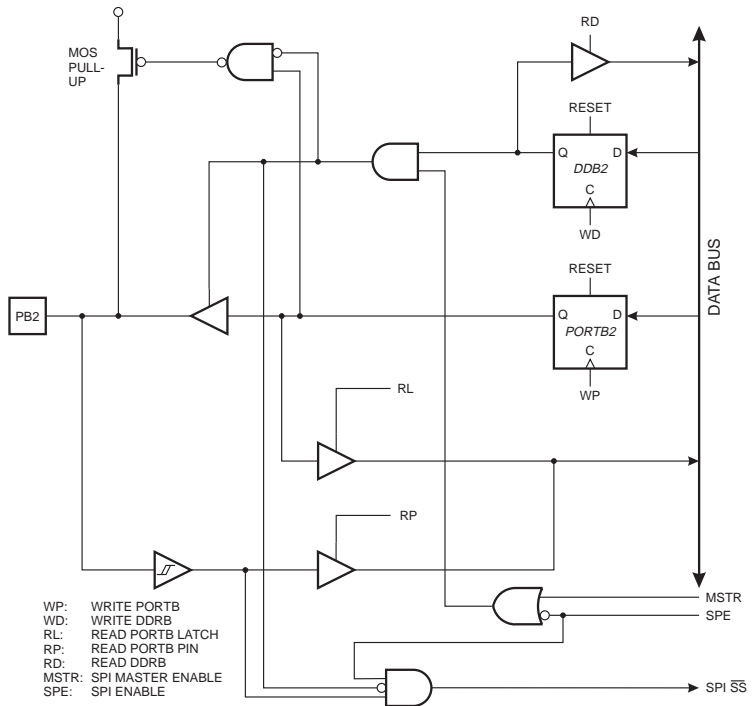 RD
MOS
PULL-
UP
RESET
Q
D
DDB2
C
WD
DATA BUS
RESET
PB2
Q
D
PORTB2
C
WP
RL
RP
MSTR
SPE
WP: WRITE PORTB
WD: WRITE DDRB
RL: READ PORTB LATCH
RP: READ PORTB PIN
RD: READ DDRB
MSTR: SPI MASTER ENABLE
SPE: SPI ENABLE
SPI S̅S̅